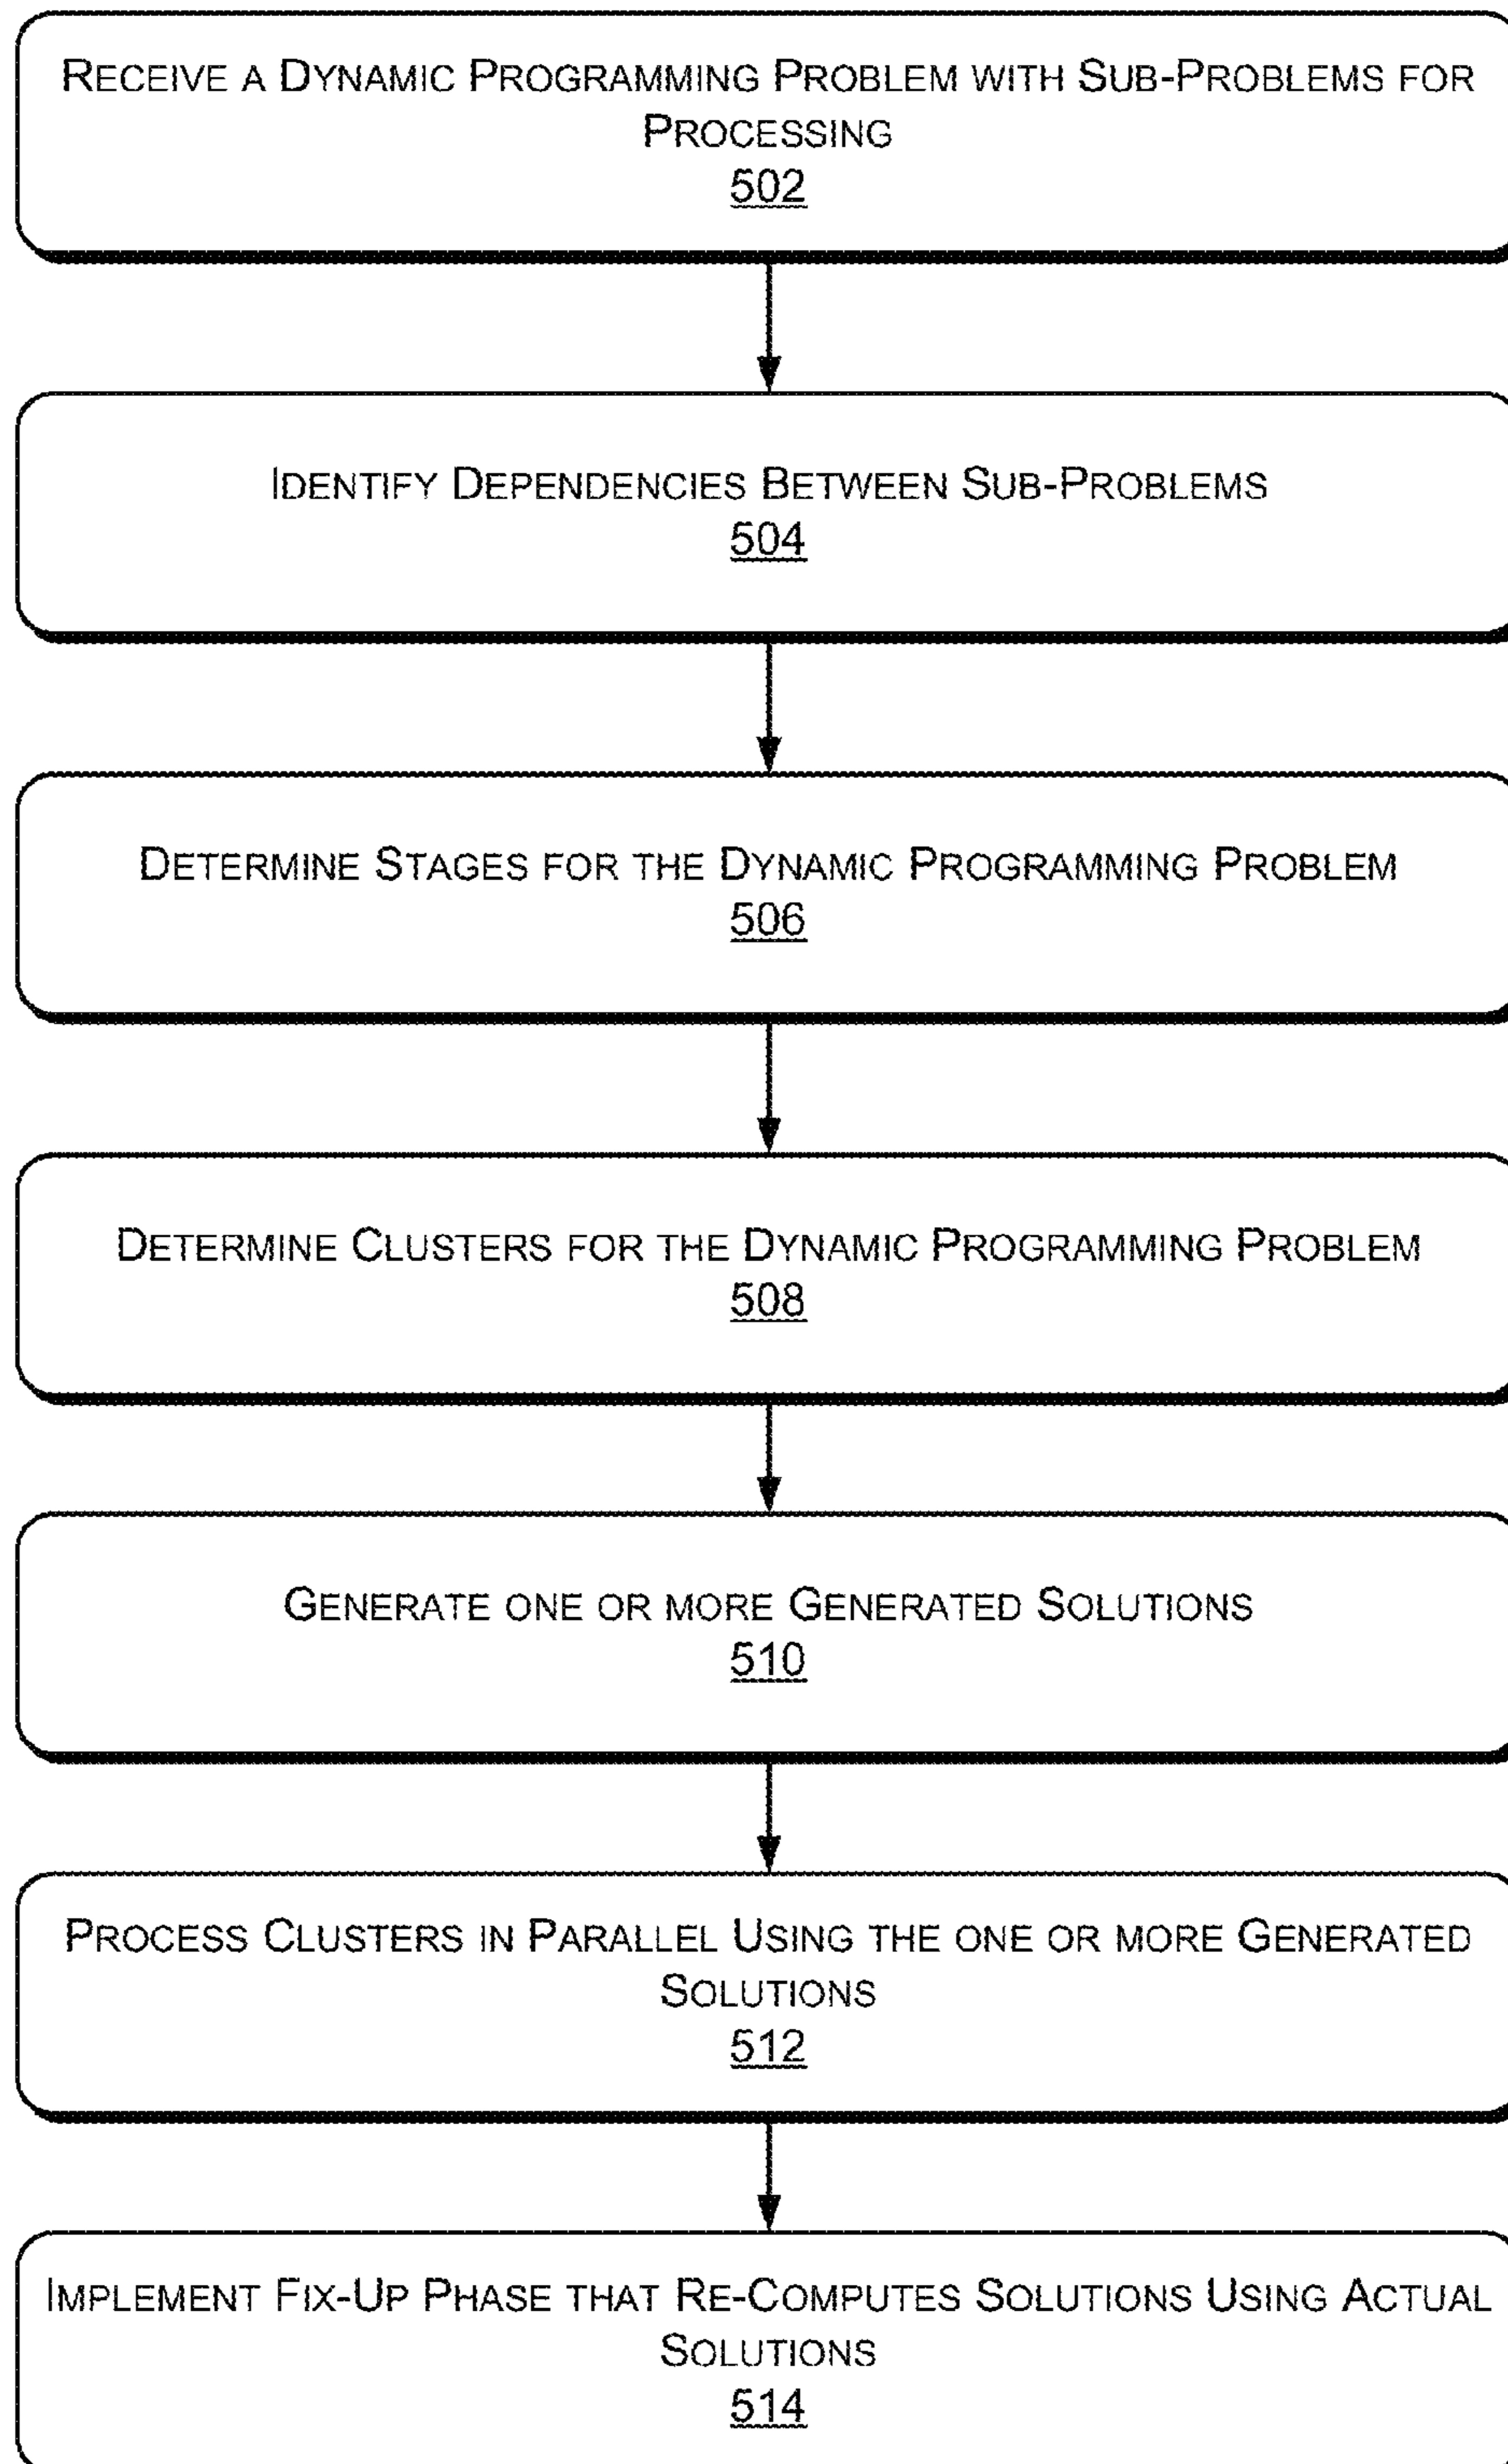 Receive a Dynamic Programming Problem with Sub-Problems for
Processing
502
Identify Dependencies Between Sub-Problems
504
Determine Stages for the Dynamic Programming Problem
506
Determine Clusters for the Dynamic Programming Problem
508
Generate one or more Generated Solutions
510
Process Clusters in Parallel Using the one or more Generated
Solutions
512
Implement Fix-Up Phase that Re-Computes Solutions Using Actual
Solutions
514